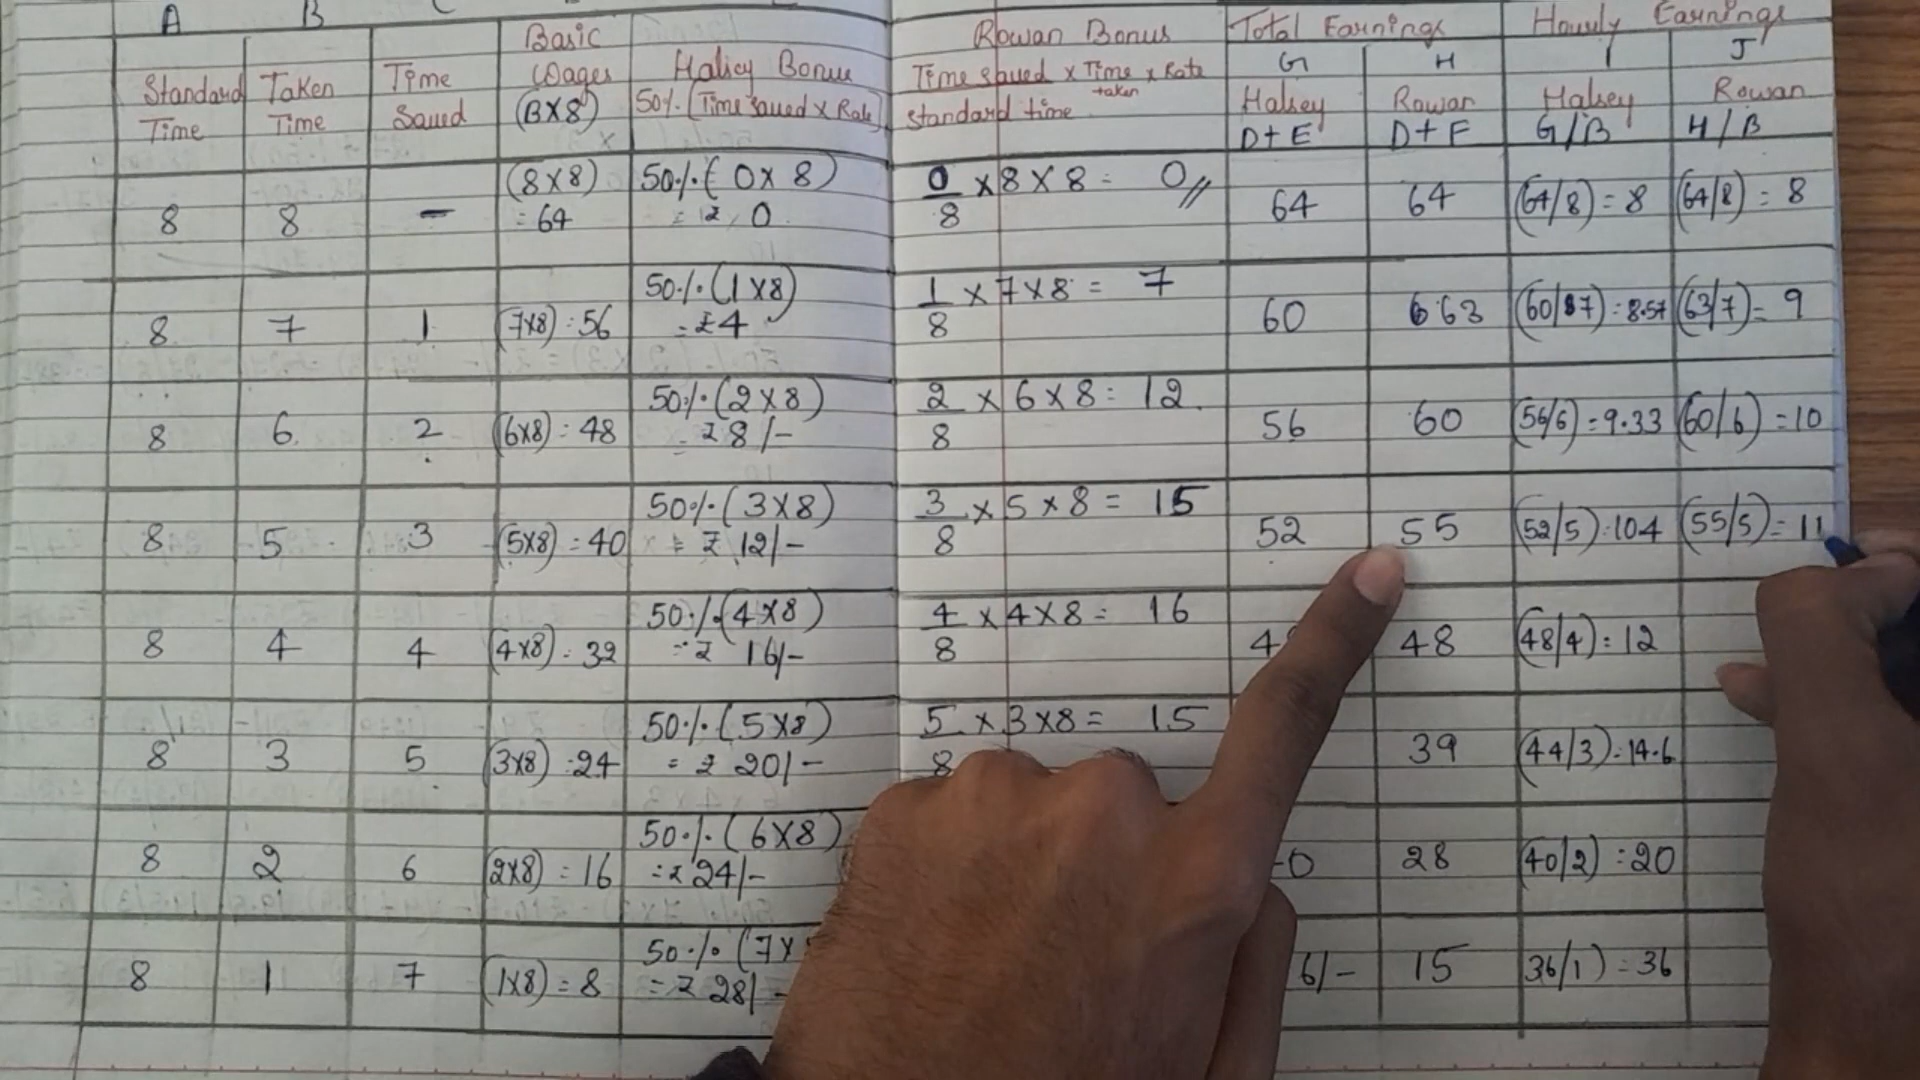 A B
Standard Time
Taken Time
Time Saved
Basic Wages (B×8)
Halsey Bonus 50% [Time saved × Rate]
Rowan Bonus
Time saved × Time taken × Rate
standard time
Total Earnings
G H
Halsey Rowan
D+E D+F
Hourly Earnings
I J
Halsey Rowan
G/B H/B
8 8 - (8×8) = 64 50%(0×8) = ₹ 0 0/8 ×8×8 = 0// 64 64 (64/8) = 8 (64/8) = 8
8 7 1 (7×8) = 56 50%(1×8) = ₹4 1/8 ×7×8 = 7 60 63 (60/7) = 8.57 (63/7) = 9
8 6 2 (6×8) = 48 50%(2×8) = ₹8/- 2/8 ×6×8 = 12 56 60 (56/6) = 9.33 (60/6) = 10
8 5 3 (5×8) = 40 50%(3×8) = ₹12/- 3/8 ×5×8 = 15 52 55 (52/5) = 104 (55/5) = 11
8 4 4 (4×8) = 32 50%(4×8) = ₹ 16/- 4/8 ×4×8 = 16 48 (48/4) = 12
8 3 5 (3×8) = 24 50%(5×8) = ₹ 20/- 5/8 ×3×8 = 15 39 (44/3) = 14.6
8 2 6 (2×8) = 16 50%(6×8) = ₹24/- 28 (40/2) = 20
8 1 7 (1×8) = 8 50%(7× = ₹ 28/- 6/- 15 36/1) = 36